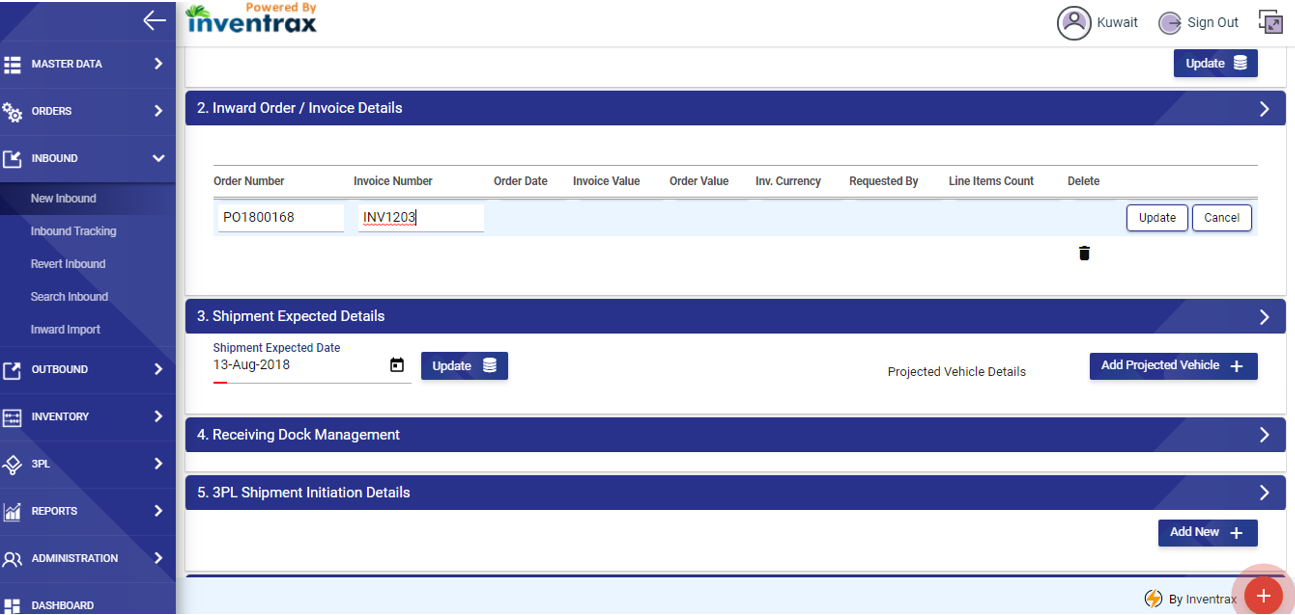 Powered By
inventrax
Kuwait
Sign Out
MASTER DATA
ORDERS
INBOUND
New Inbound
Inbound Tracking
Revert Inbound
Search Inbound
Inward Import
OUTBOUND
INVENTORY
3PL
REPORTS
ADMINISTRATION
DASHBOARD
Update
2. Inward Order / Invoice Details
Order Number Invoice Number Order Date Invoice Value Order Value Inv. Currency Requested By Line Items Count Delete
PO1800168 INV1203 Update Cancel
3. Shipment Expected Details
Shipment Expected Date
13-Aug-2018 Update Projected Vehicle Details Add Projected Vehicle +
4. Receiving Dock Management
5. 3PL Shipment Initiation Details
Add New +
By Inventrax +